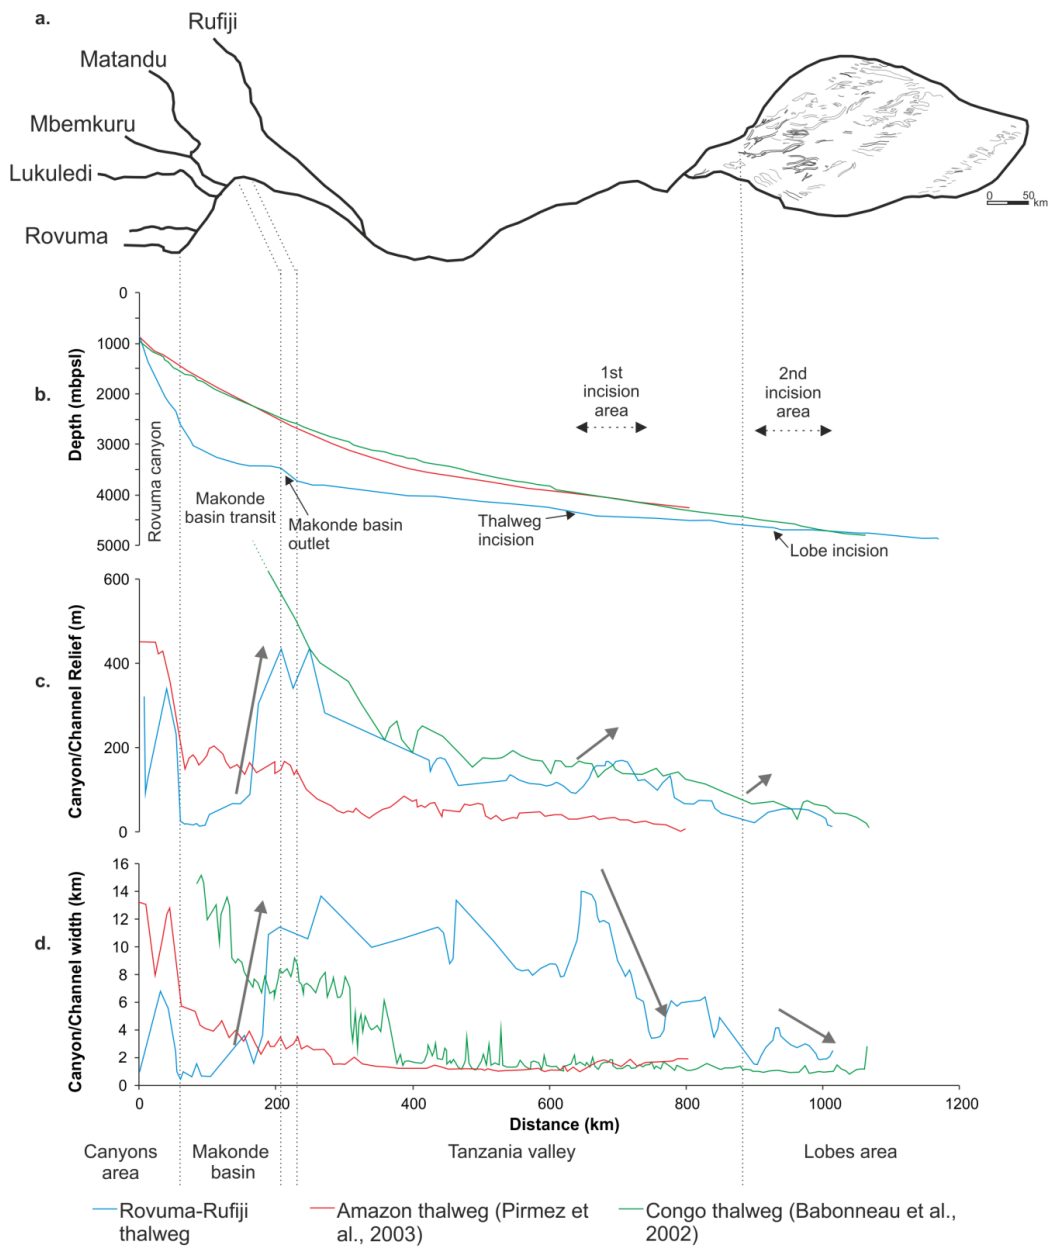 a.
Rufiji
Matandu
Mbemkuru
Lukuledi
Rovuma
0 50
km
b.
Depth (mbpsl)
0
1000
2000
3000
4000
5000
Rovuma canyon
Makonde
basin transit
Makonde basin
outlet
Thalweg
incision
1st
incision
area
2nd
incision
area
Lobe incision
c.
Canyon/Channel Relief (m)
600
400
200
0
d.
Canyon/Channel width (km)
16
14
12
10
8
6
4
2
0
0 200 400 600 800 1000 1200
Distance (km)
Canyons
area
Makonde
basin
Tanzania valley
Lobes area
Rovuma-Rufiji
thalweg
Amazon thalweg (Pirmez et
al., 2003)
Congo thalweg (Babonneau et al.,
2002)